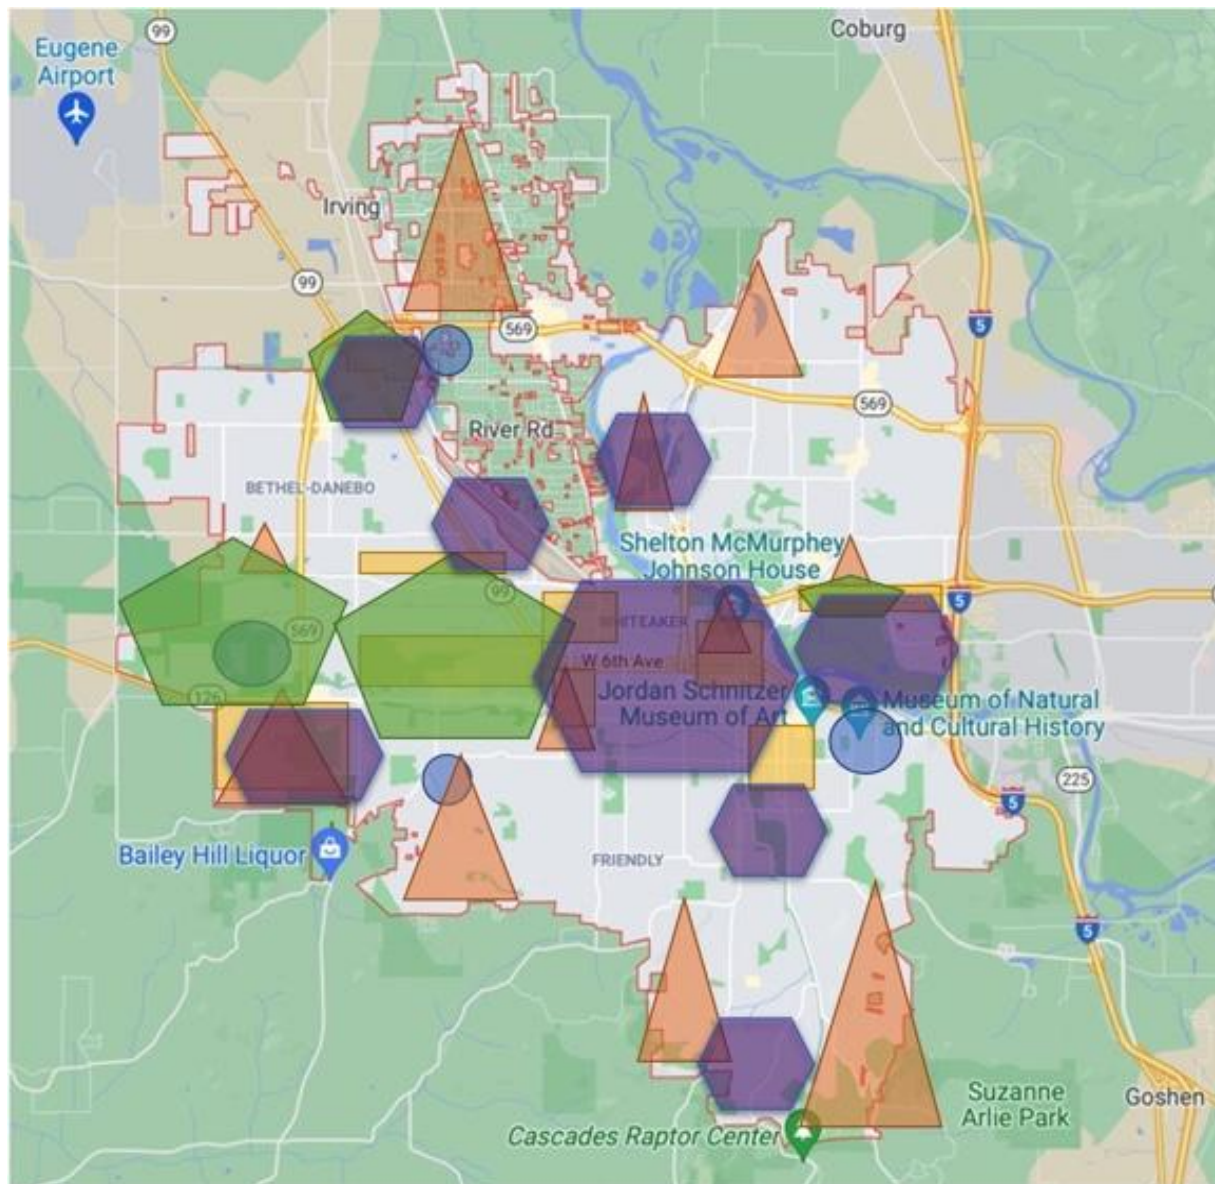 99
Coburg
Eugene
Airport
Irving
99
569
5
569
River Rd
BETHEL-DANEBO
Shelton McMurphey
Johnson House
99
5
WHITEAKER
569
W 6th Ave
126
Jordan Schnitzer
Museum of Art
Museum of Natural
and Cultural History
225
5
Bailey Hill Liquor
FRIENDLY
5
Suzanne
Arlie Park
Goshen
Cascades Raptor Center